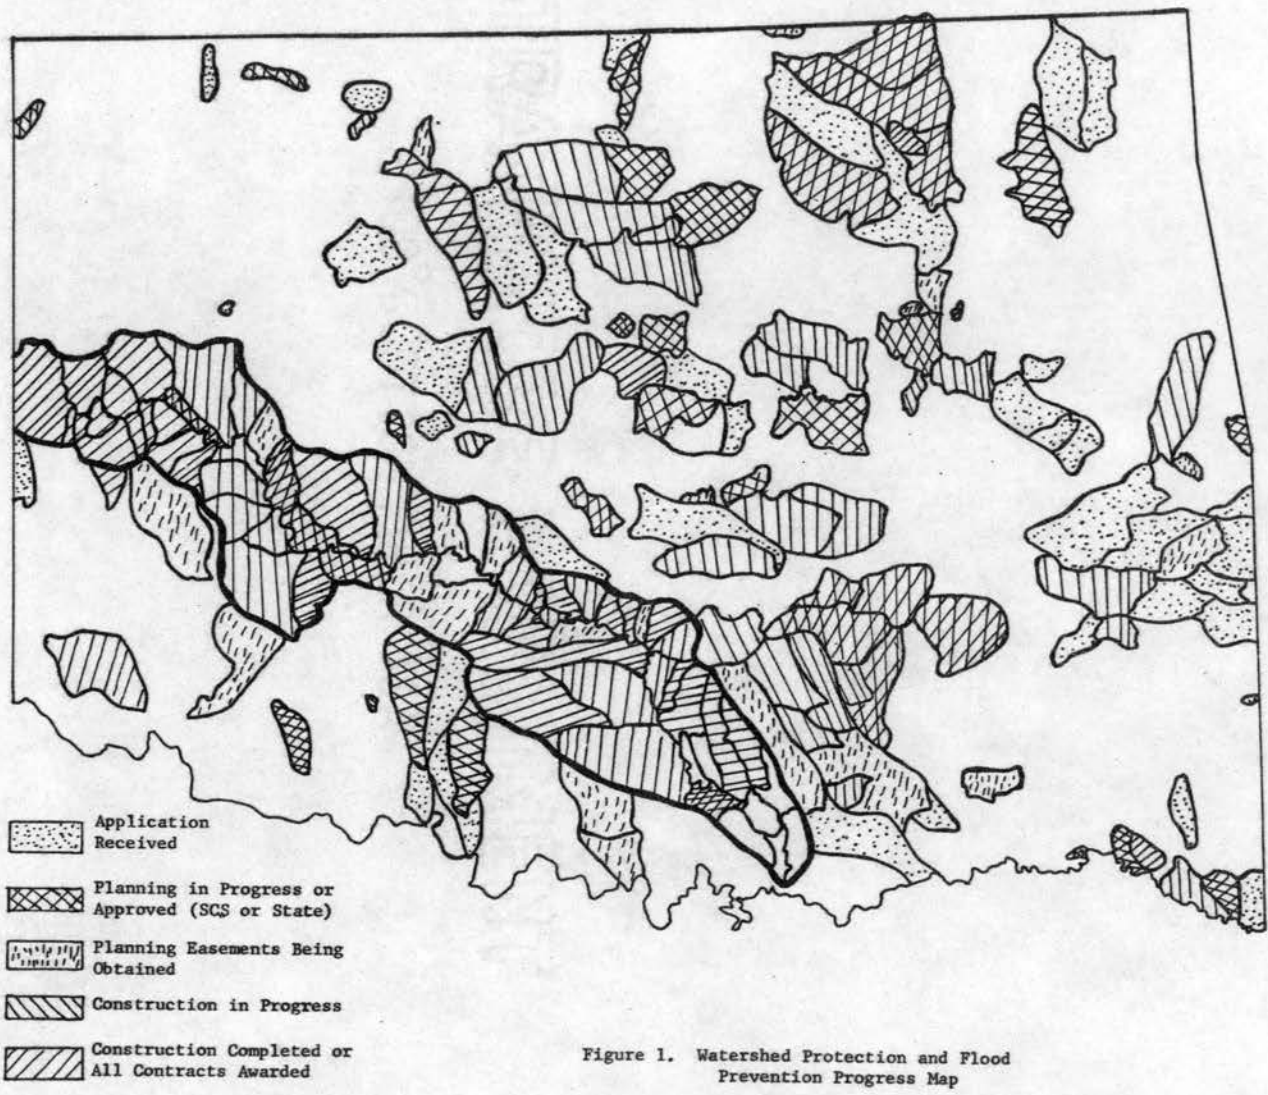 Application
Received
Planning in Progress or
Approved (SCS or State)
Planning Easements Being
Obtained
Construction in Progress
Construction Completed or
All Contracts Awarded
Figure 1. Watershed Protection and Flood
Prevention Progress Map